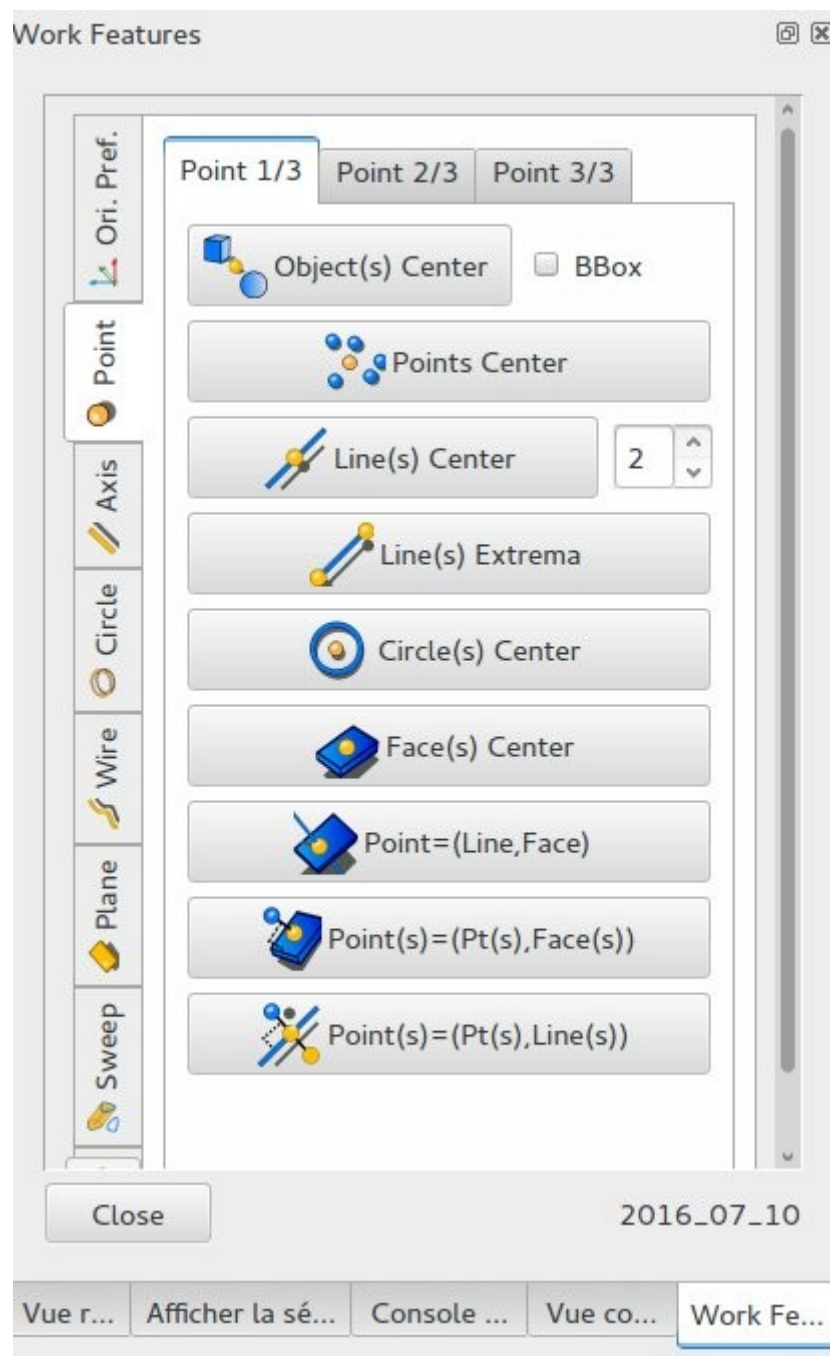 Work Features
Ori. Pref.
Point
Axis
Circle
Wire
Plane
Sweep
Point 1/3
Point 2/3
Point 3/3
Object(s) Center
BBox
Points Center
Line(s) Center
2
Line(s) Extrema
Circle(s) Center
Face(s) Center
Point=(Line,Face)
Point(s)=(Pt(s),Face(s))
Point(s)=(Pt(s),Line(s))
Close
2016_07_10
Vue r...
Afficher la sé...
Console ...
Vue co...
Work Fe...